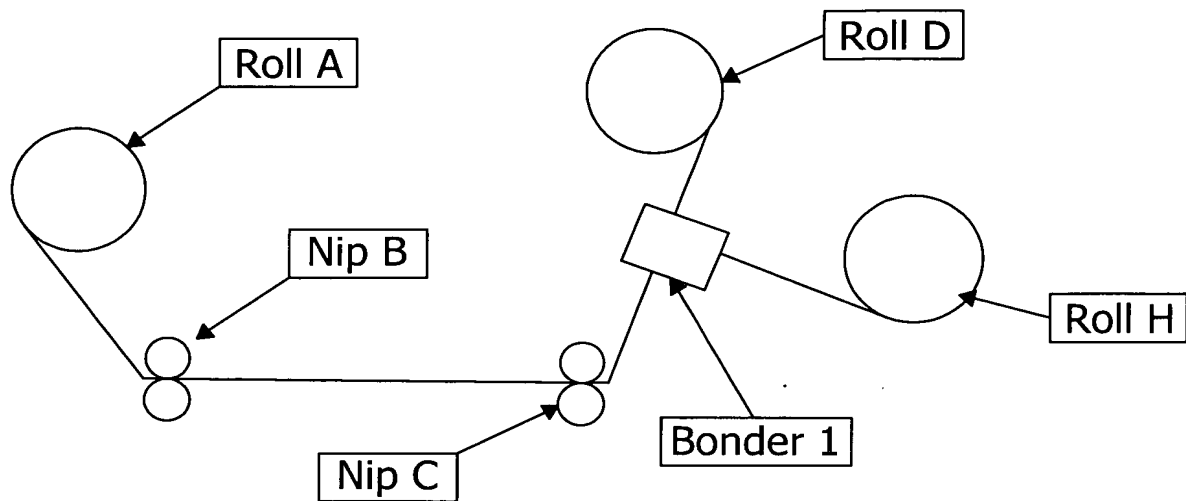 Roll A
Roll D
Nip B
Roll H
Bonder 1
Nip C